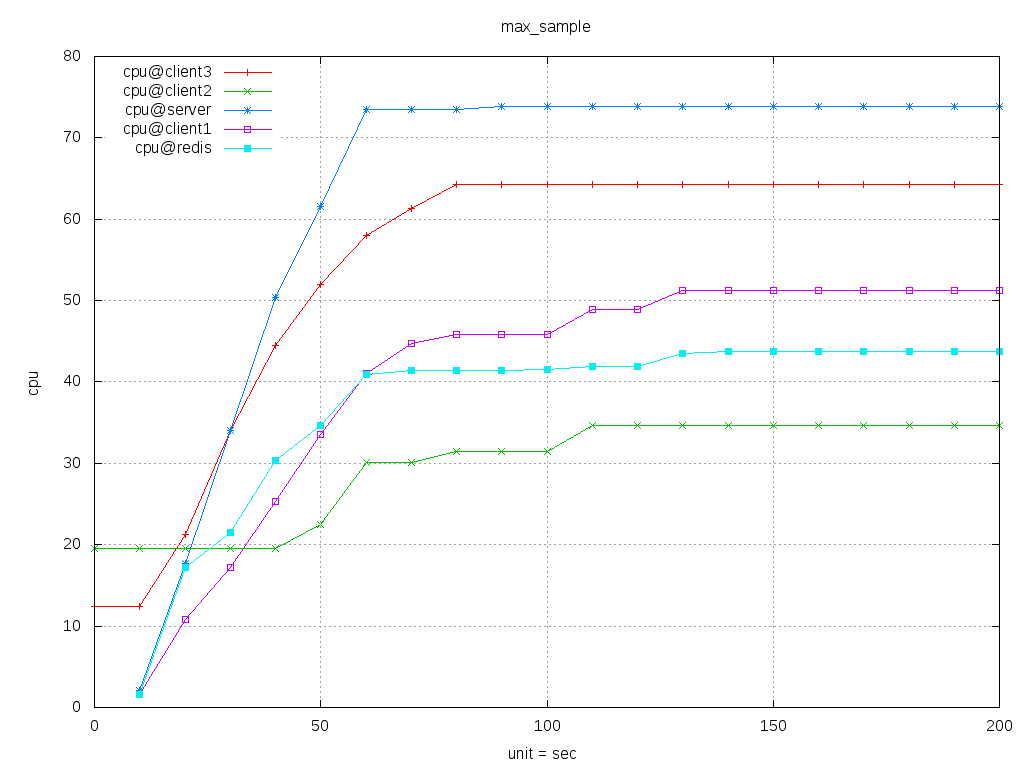 max_sample
cpu@client3
cpu@client2
cpu@server
cpu@client1
cpu@redis
80
70
60
50
40
30
20
10
0
cpu
0 50 100 150 200
unit = sec